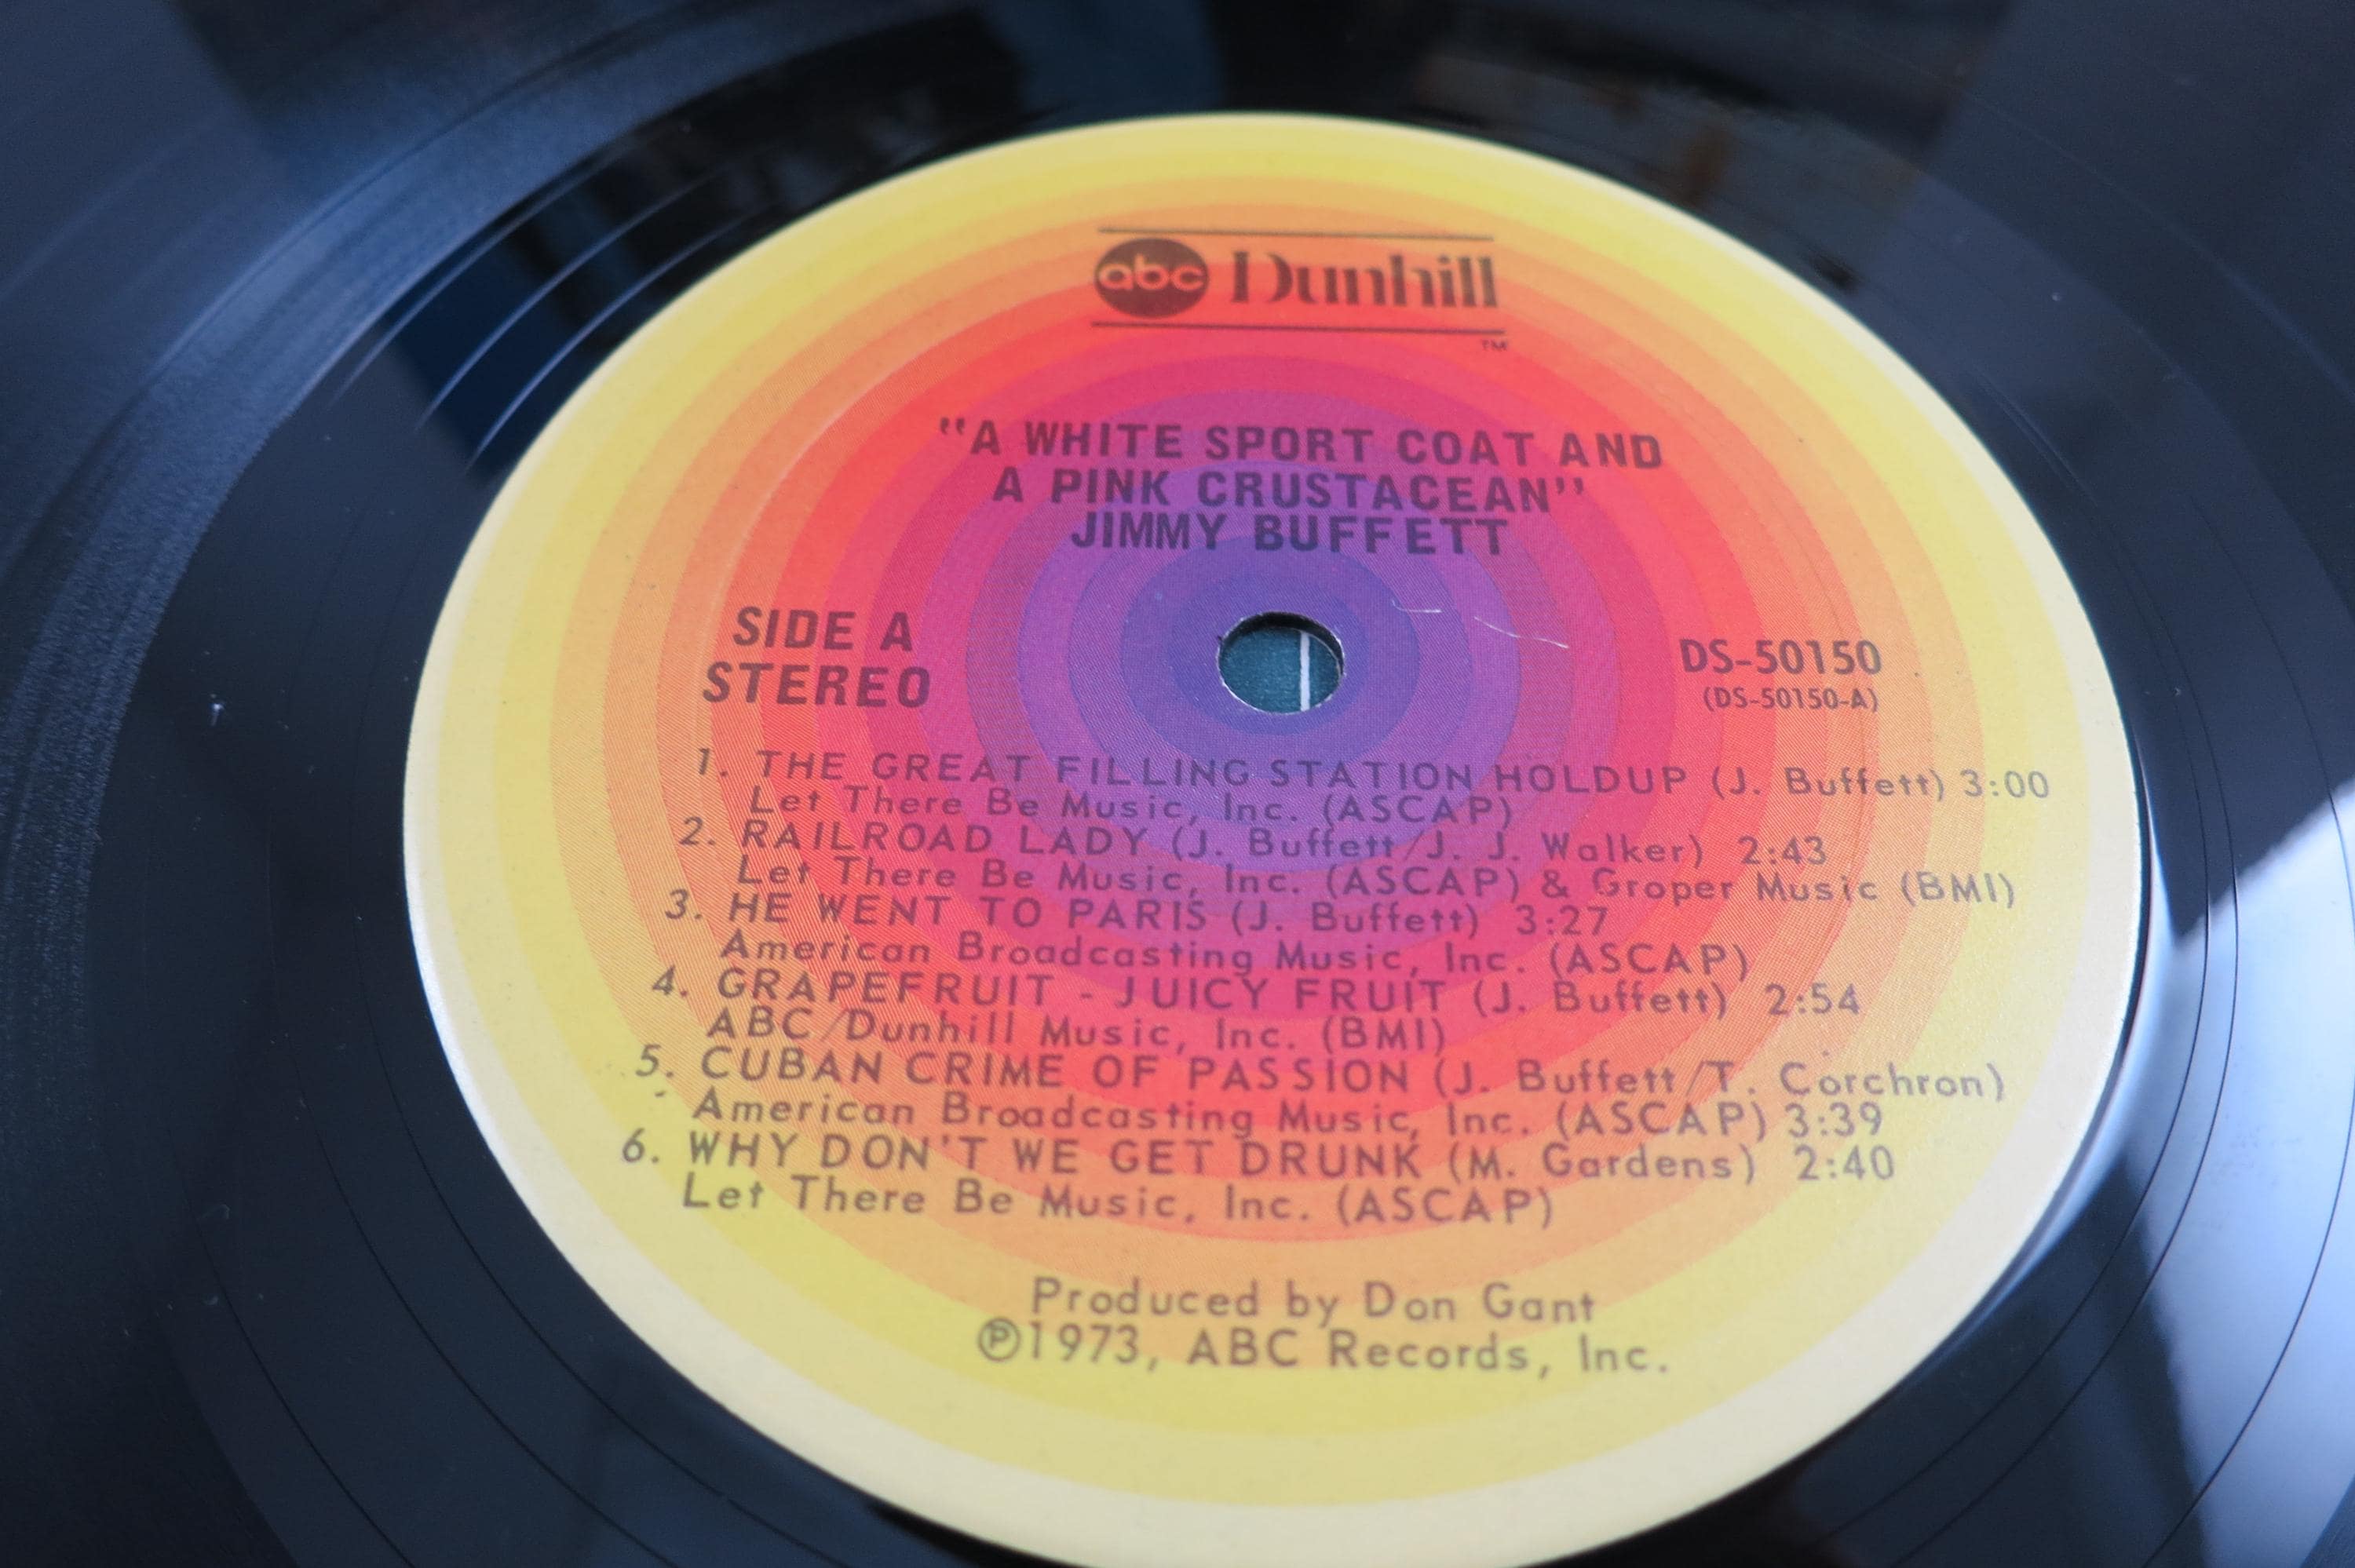 abc Dunhill
TM
"A WHITE SPORT COAT AND
A PINK CRUSTACEAN"
JIMMY BUFFETT
SIDE A
STEREO
DS-50150
(DS-50150-A)
1. THE GREAT FILLING STATION HOLDUP (J. Buffett) 3:00
Let There Be Music, Inc. (ASCAP)
2. RAILROAD LADY (J. Buffett/J. J. Walker) 2:43
Let There Be Music, Inc. (ASCAP) & Groper Music (BMI)
3. HE WENT TO PARIS (J. Buffett) 3:27
American Broadcasting Music, Inc. (ASCAP)
4. GRAPEFRUIT - JUICY FRUIT (J. Buffett) 2:54
ABC/Dunhill Music, Inc. (BMI)
5. CUBAN CRIME OF PASSION (J. Buffett/T. Corchron)
American Broadcasting Music, Inc. (ASCAP) 3:39
6. WHY DON'T WE GET DRUNK (M. Gardens) 2:40
Let There Be Music, Inc. (ASCAP)
Produced by Don Gant
℗1973, ABC Records, Inc.